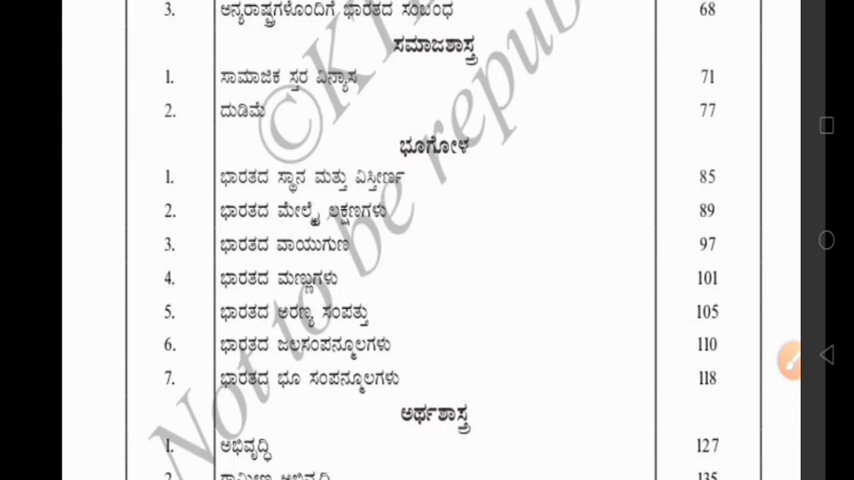 3. ಅನ್ಯರಾಷ್ಟ್ರಗಳೊಂದಿಗೆ ಭಾರತದ ಸಂಬಂಧ 68
ಸಮಾಜಶಾಸ್ತ್ರ
1. ಸಾಮಾಜಿಕ ಸ್ತರ ವಿನ್ಯಾಸ 71
2. ದುಡಿಮೆ 77
ಭೂಗೋಳ
1. ಭಾರತದ ಸ್ಥಾನ ಮತ್ತು ವಿಸ್ತೀರ್ಣ 85
2. ಭಾರತದ ಮೇಲ್ಮೈ ಲಕ್ಷಣಗಳು 89
3. ಭಾರತದ ವಾಯುಗುಣ 97
4. ಭಾರತದ ಮಣ್ಣುಗಳು 101
5. ಭಾರತದ ಅರಣ್ಯ ಸಂಪತ್ತು 105
6. ಭಾರತದ ಜಲಸಂಪನ್ಮೂಲಗಳು 110
7. ಭಾರತದ ಭೂ ಸಂಪನ್ಮೂಲಗಳು 118
ಅರ್ಥಶಾಸ್ತ್ರ
1. ಅಭಿವೃದ್ಧಿ 127
2. ಗ್ರಾಮೀಣ ಅಭಿವೃದ್ಧಿ 135
Not to be